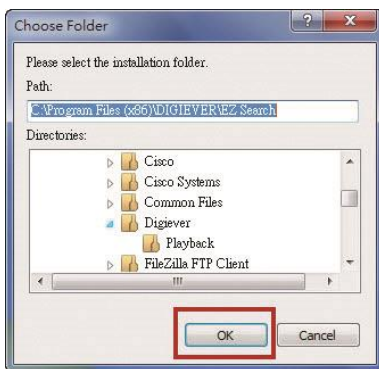 Choose Folder
Please select the installation folder.
Path:
C:\Program Files (x86)\DIGIEVER\EZ Search
Directories:
Cisco
Cisco Systems
Common Files
Digiever
Playback
FileZilla FTP Client
OK Cancel